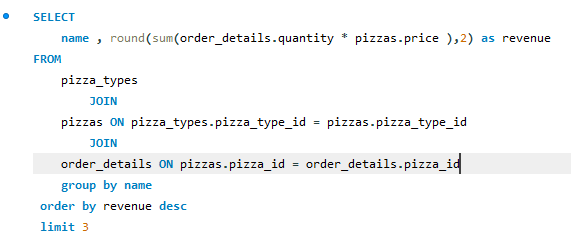 SELECT
name , round(sum(order_details.quantity * pizzas.price ),2) as revenue
FROM
pizza_types
JOIN
pizzas ON pizza_types.pizza_type_id = pizzas.pizza_type_id
JOIN
order_details ON pizzas.pizza_id = order_details.pizza_id
group by name
order by revenue desc
limit 3